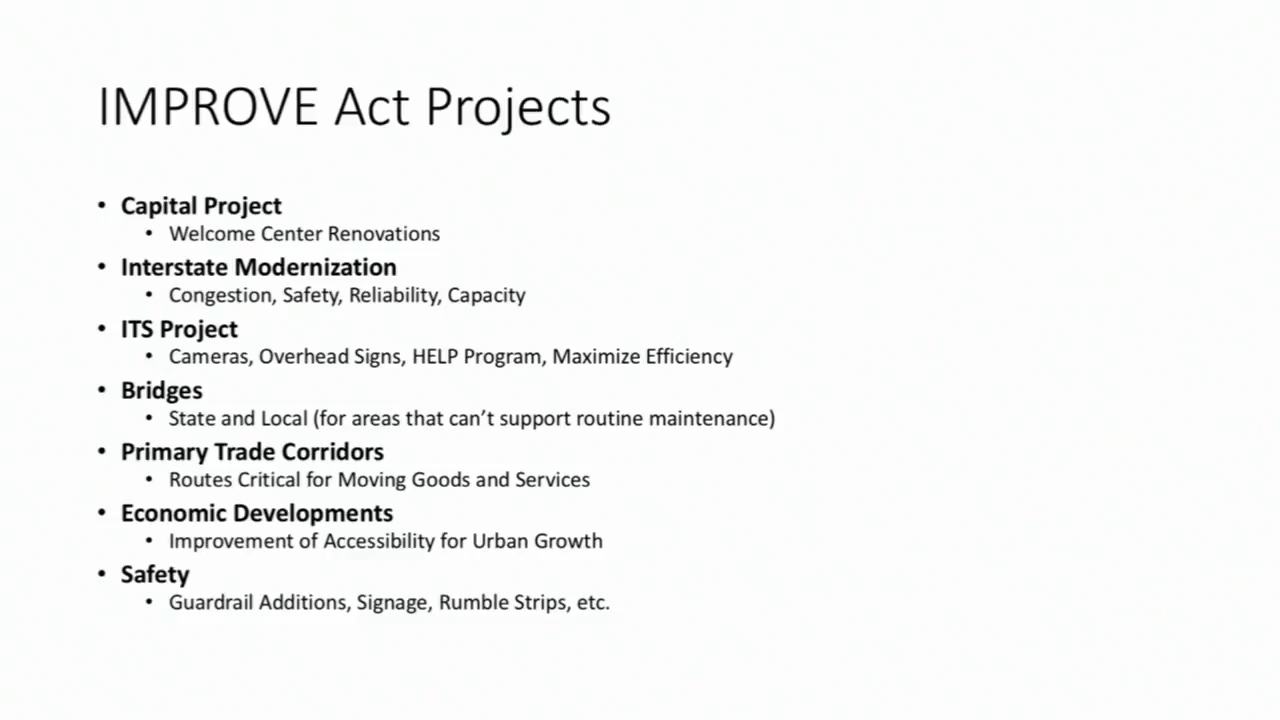 IMPROVE Act Projects
• Capital Project
• Welcome Center Renovations
• Interstate Modernization
• Congestion, Safety, Reliability, Capacity
• ITS Project
• Cameras, Overhead Signs, HELP Program, Maximize Efficiency
• Bridges
• State and Local (for areas that can’t support routine maintenance)
• Primary Trade Corridors
• Routes Critical for Moving Goods and Services
• Economic Developments
• Improvement of Accessibility for Urban Growth
• Safety
• Guardrail Additions, Signage, Rumble Strips, etc.